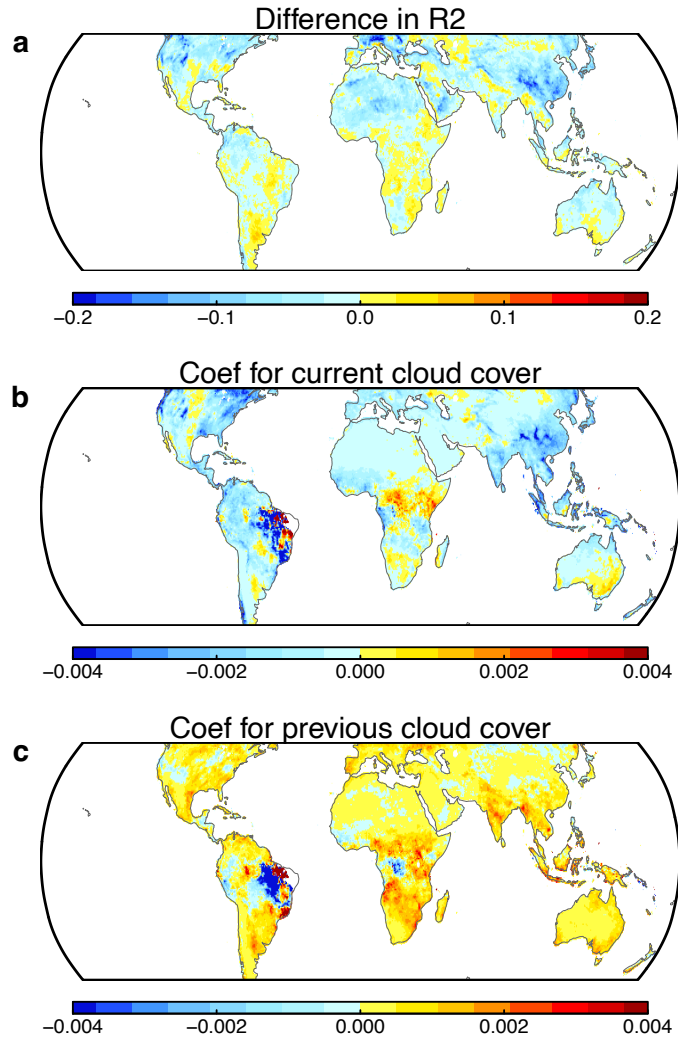 Difference in R2
a
−0.2 −0.1 0.0 0.1 0.2
Coef for current cloud cover
b
−0.004 −0.002 0.000 0.002 0.004
Coef for previous cloud cover
c
−0.004 −0.002 0.000 0.002 0.004